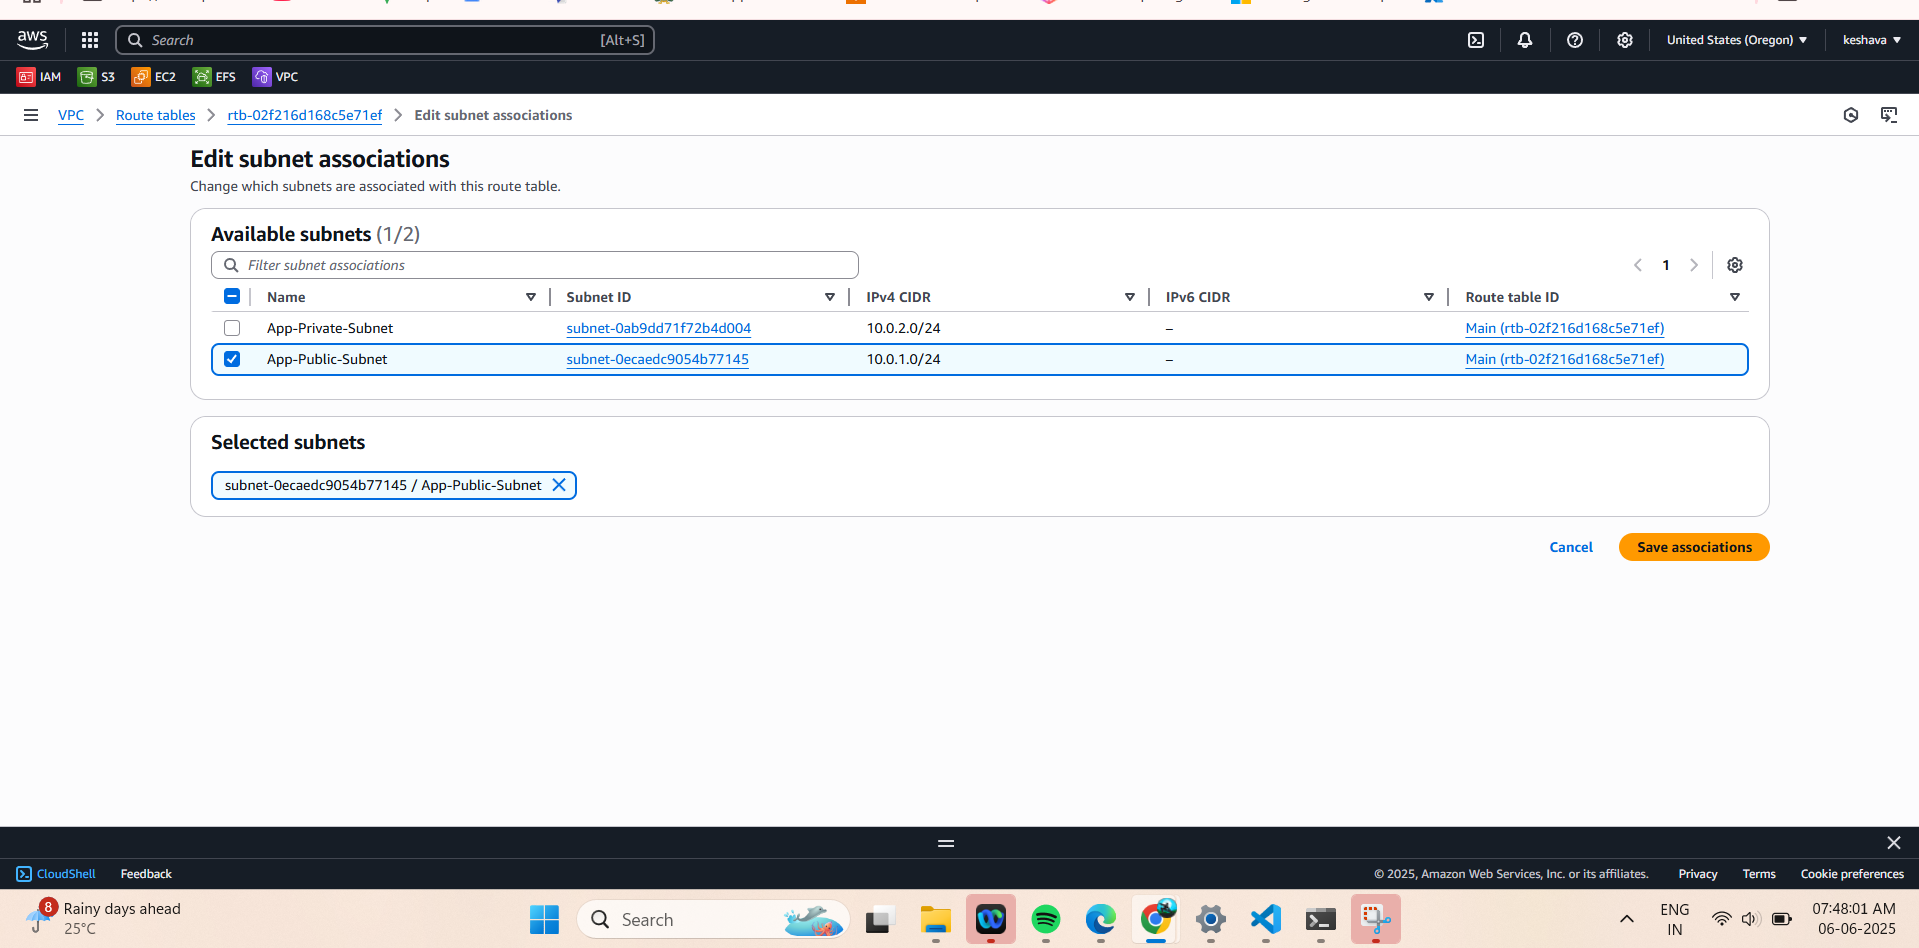 aws
Search [Alt+S]
United States (Oregon)
keshava
IAM S3 EC2 EFS VPC
VPC Route tables rtb-02f216d168c5e71ef Edit subnet associations
Edit subnet associations
Change which subnets are associated with this route table.
Available subnets (1/2)
Filter subnet associations
1
Name Subnet ID IPv4 CIDR IPv6 CIDR Route table ID
App-Private-Subnet subnet-0ab9dd71f72b4d004 10.0.2.0/24 – Main (rtb-02f216d168c5e71ef)
App-Public-Subnet subnet-0ecaedc9054b77145 10.0.1.0/24 – Main (rtb-02f216d168c5e71ef)
Selected subnets
subnet-0ecaedc9054b77145 / App-Public-Subnet
Cancel Save associations
CloudShell Feedback © 2025, Amazon Web Services, Inc. or its affiliates. Privacy Terms Cookie preferences
8
Rainy days ahead
25°C
Search
ENG
IN
07:48:01 AM
06-06-2025